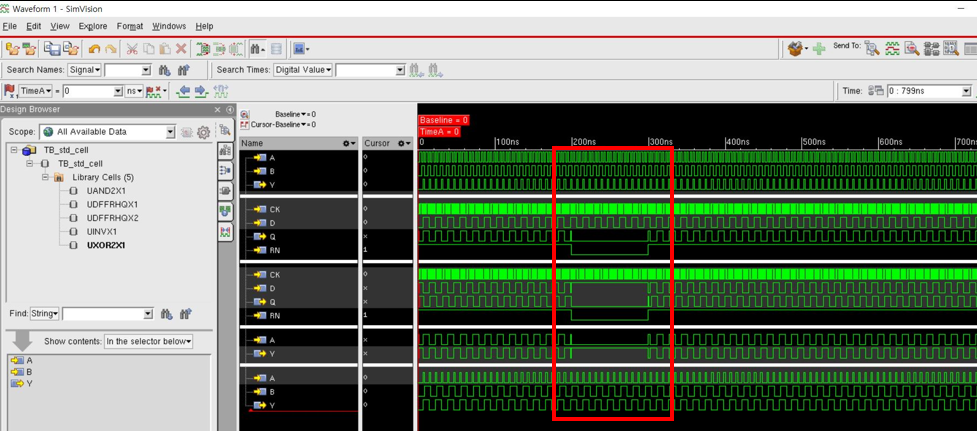 Waveform 1 - SimVision
File Edit View Explore Format Windows Help
Send To:
Search Names: Signal Search Times: Digital Value
TimeA = 0 ns Time: 0 : 799ns
Design Browser
Scope: All Available Data
TB_std_cell
TB_std_cell
Library Cells (5)
UAND2X1
UDFFRHQX1
UDFFRHQX2
UINVX1
UXOR2X1
Find: String
Show contents: In the selector below
A
B
Y
Baseline = 0
Cursor-Baseline = 0
Name Cursor
A 0
B 0
Y 0
CK 0
D 0
Q x
RN 1
CK 0
D x
Q x
RN 1
A x
Y x
A 0
B 0
Y 0
Baseline = 0
TimeA = 0
0 100ns 200ns 300ns 400ns 500ns 600ns 700ns